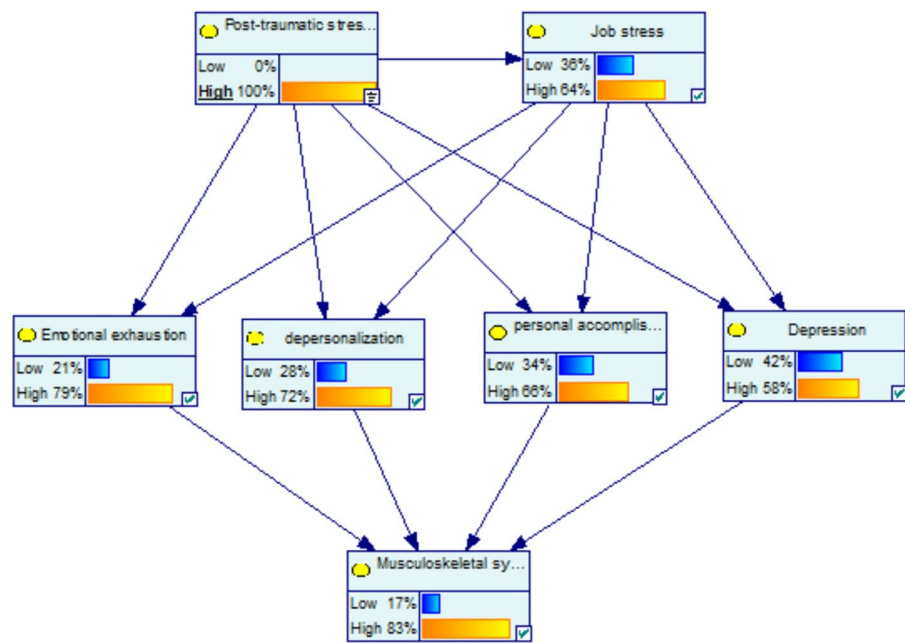 Post-traumatic stres...
Low 0%
High 100%
Job stress
Low 36%
High 64%
Emotional exhaustion
Low 21%
High 79%
depersonalization
Low 28%
High 72%
personal accomplis...
Low 34%
High 66%
Depression
Low 42%
High 58%
Musculoskeletal sy...
Low 17%
High 83%